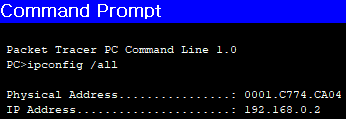 Command Prompt
Packet Tracer PC Command Line 1.0
PC>ipconfig /all
Physical Address................: 0001.C774.CA04
IP Address......................: 192.168.0.2